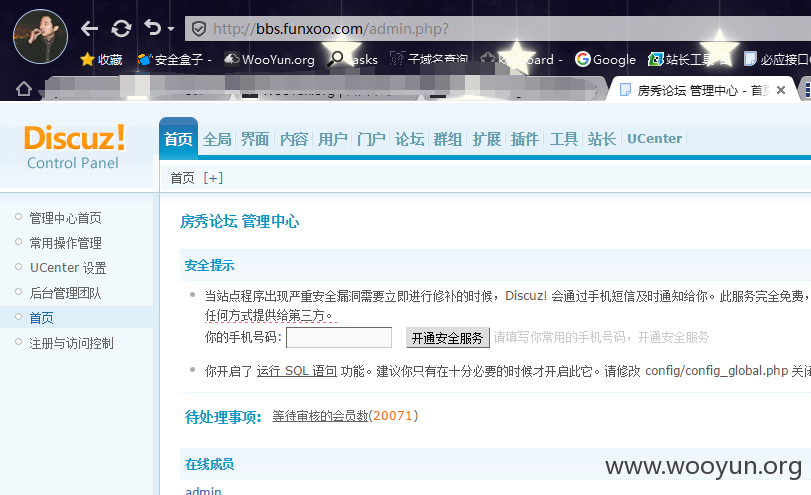 http://bbs.funxoo.com/admin.php?
收藏 安全盒子 - WooYun.org 子域名查询 Google 站长工具 必应接口
房秀论坛 管理中心 - 首页
Discuz!
Control Panel
首页 全局 界面 内容 用户 门户 论坛 群组 扩展 插件 工具 站长 UCenter
首页 [+]
管理中心首页
常用操作管理
UCenter 设置
后台管理团队
首页
注册与访问控制
房秀论坛 管理中心
安全提示
当站点程序出现严重安全漏洞需要立即进行修补的时候，Discuz! 会通过手机短信及时通知给你。此服务完全免费，
任何方式提供给第三方。
你的手机号码: 开通安全服务 请填写你常用的手机号码，开通安全服务
你开启了 运行 SQL 语句 功能。建议你只有在十分必要的时候才开启此它。请修改 config/config_global.php 关闭
待处理事项: 等待审核的会员数(20071)
在线成员
admin
www.wooyun.org